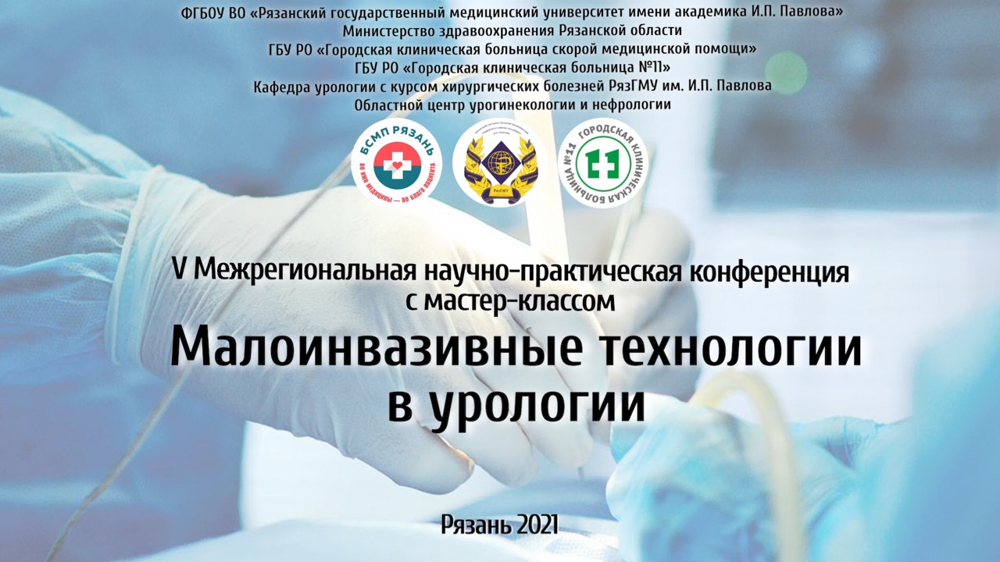 ФГБОУ ВО «Рязанский государственный медицинский университет имени академика И.П. Павлова»
Министерство здравоохранения Рязанской области
ГБУ РО «Городская клиническая больница скорой медицинской помощи»
ГБУ РО «Городская клиническая больница №11»
Кафедра урологии с курсом хирургических болезней РязГМУ им. И.П. Павлова
Областной центр урогинекологии и нефрологии
БСМП РЯЗАНЬ
ВО ИМЯ МЕДИЦИНЫ — ВО БЛАГО ПАЦИЕНТА
РязГМУ
ГОРОДСКАЯ КЛИНИЧЕСКАЯ БОЛЬНИЦА №11
11
V Межрегиональная научно-практическая конференция
с мастер-классом
Малоинвазивные технологии
в урологии
Рязань 2021